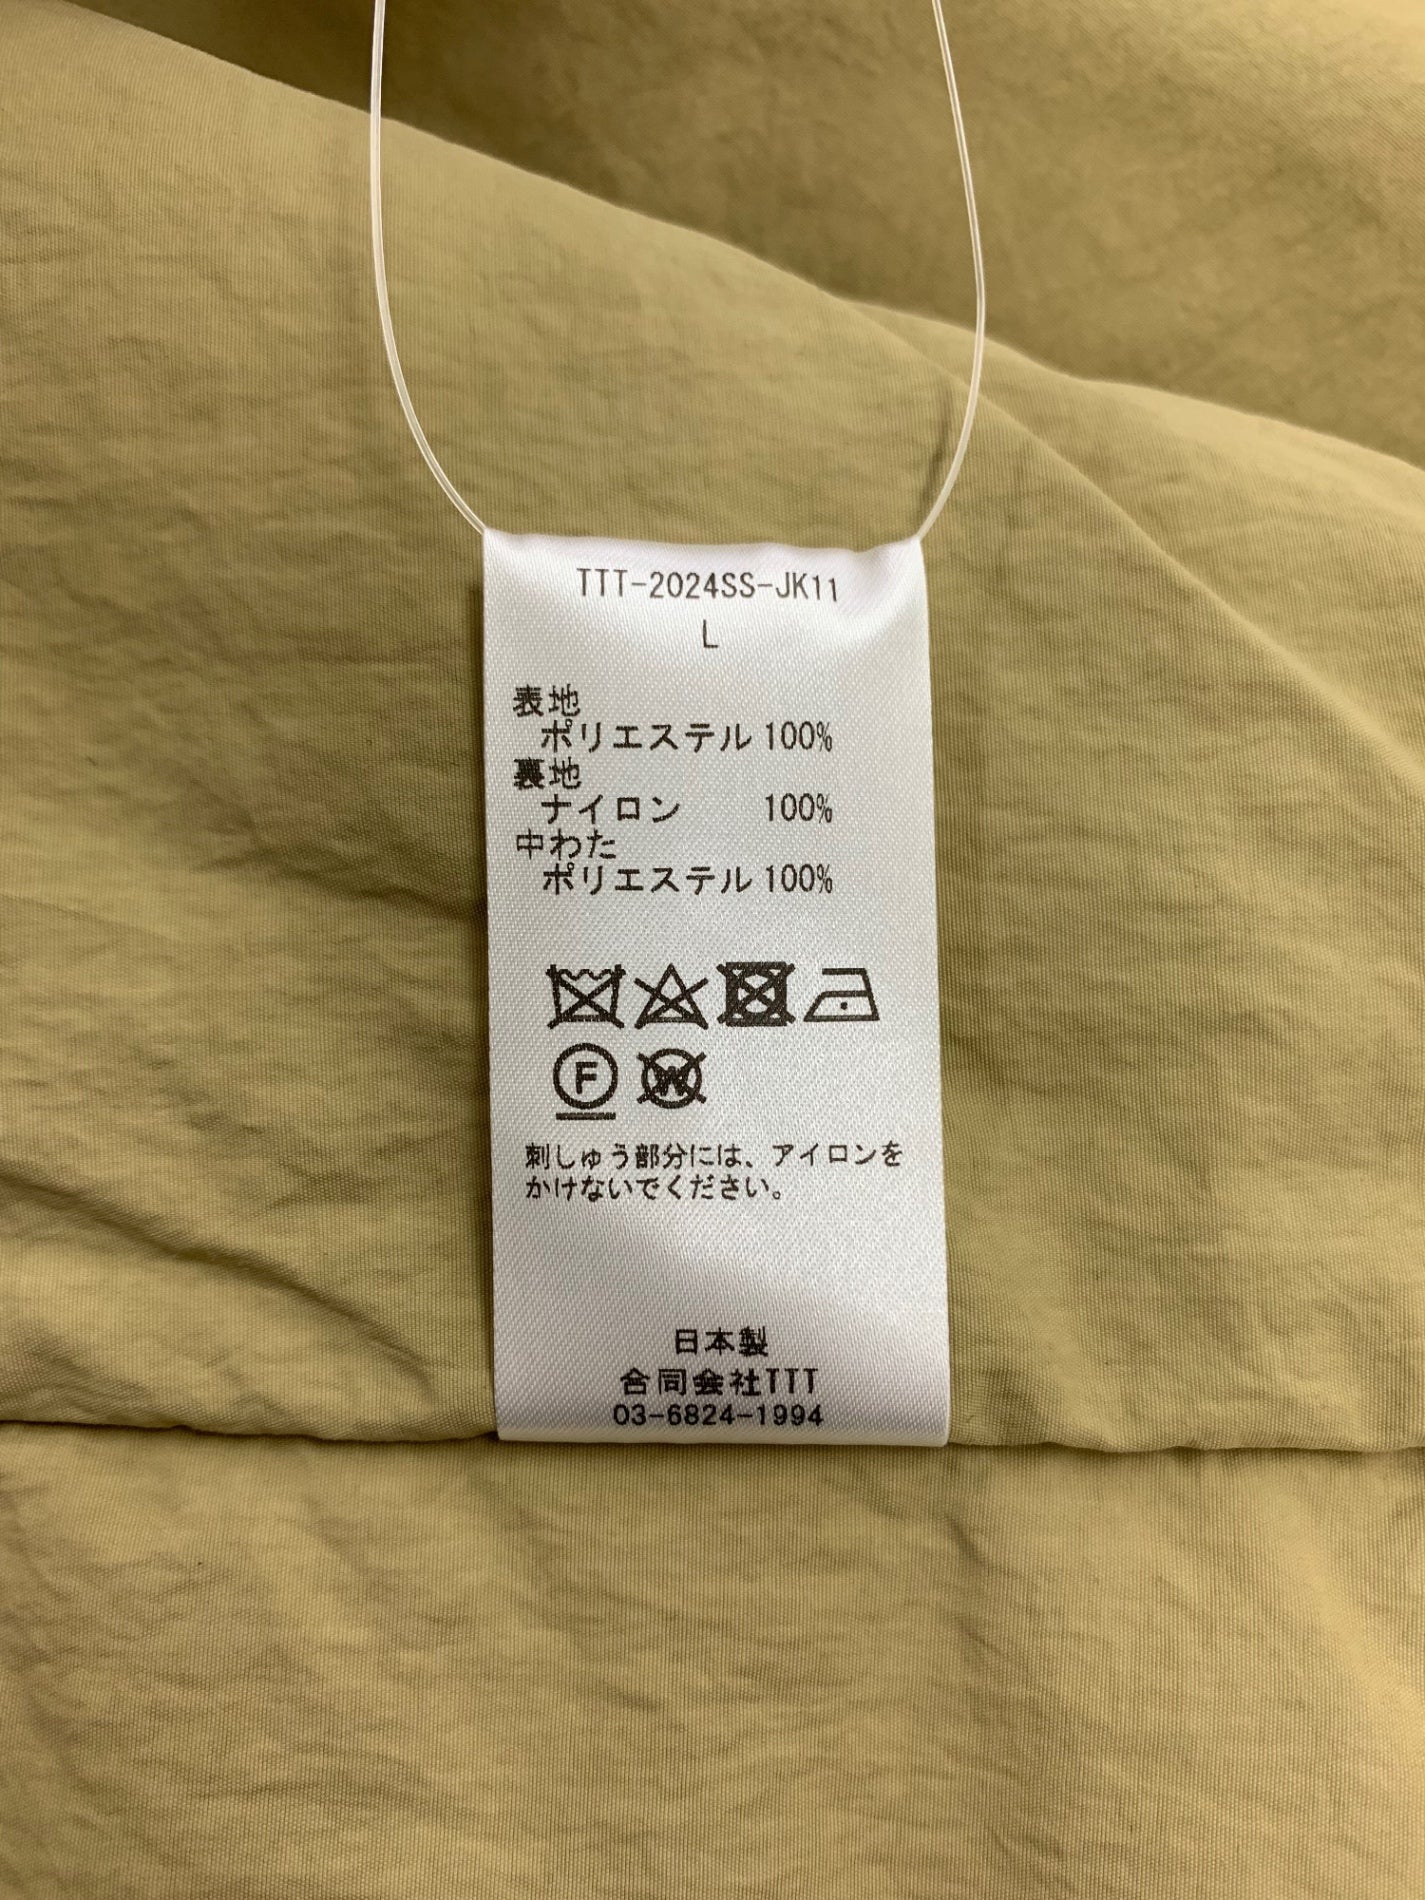 TTT-2024SS-JK11
L
表地
ポリエステル 100%
裏地
ナイロン 100%
中わた
ポリエステル 100%
F W
刺しゅう部分には、アイロンを
かけないでください。
日本製
合同会社TTT
03-6824-1994